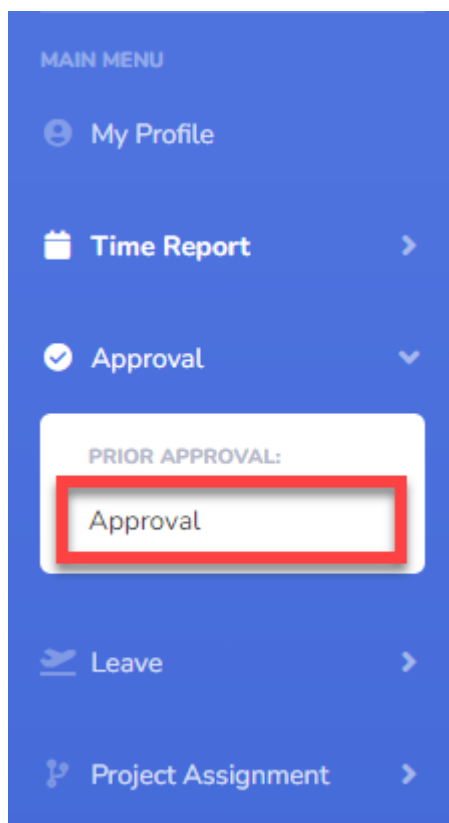 MAIN MENU
My Profile
Time Report
Approval
PRIOR APPROVAL:
Approval
Leave
Project Assignment